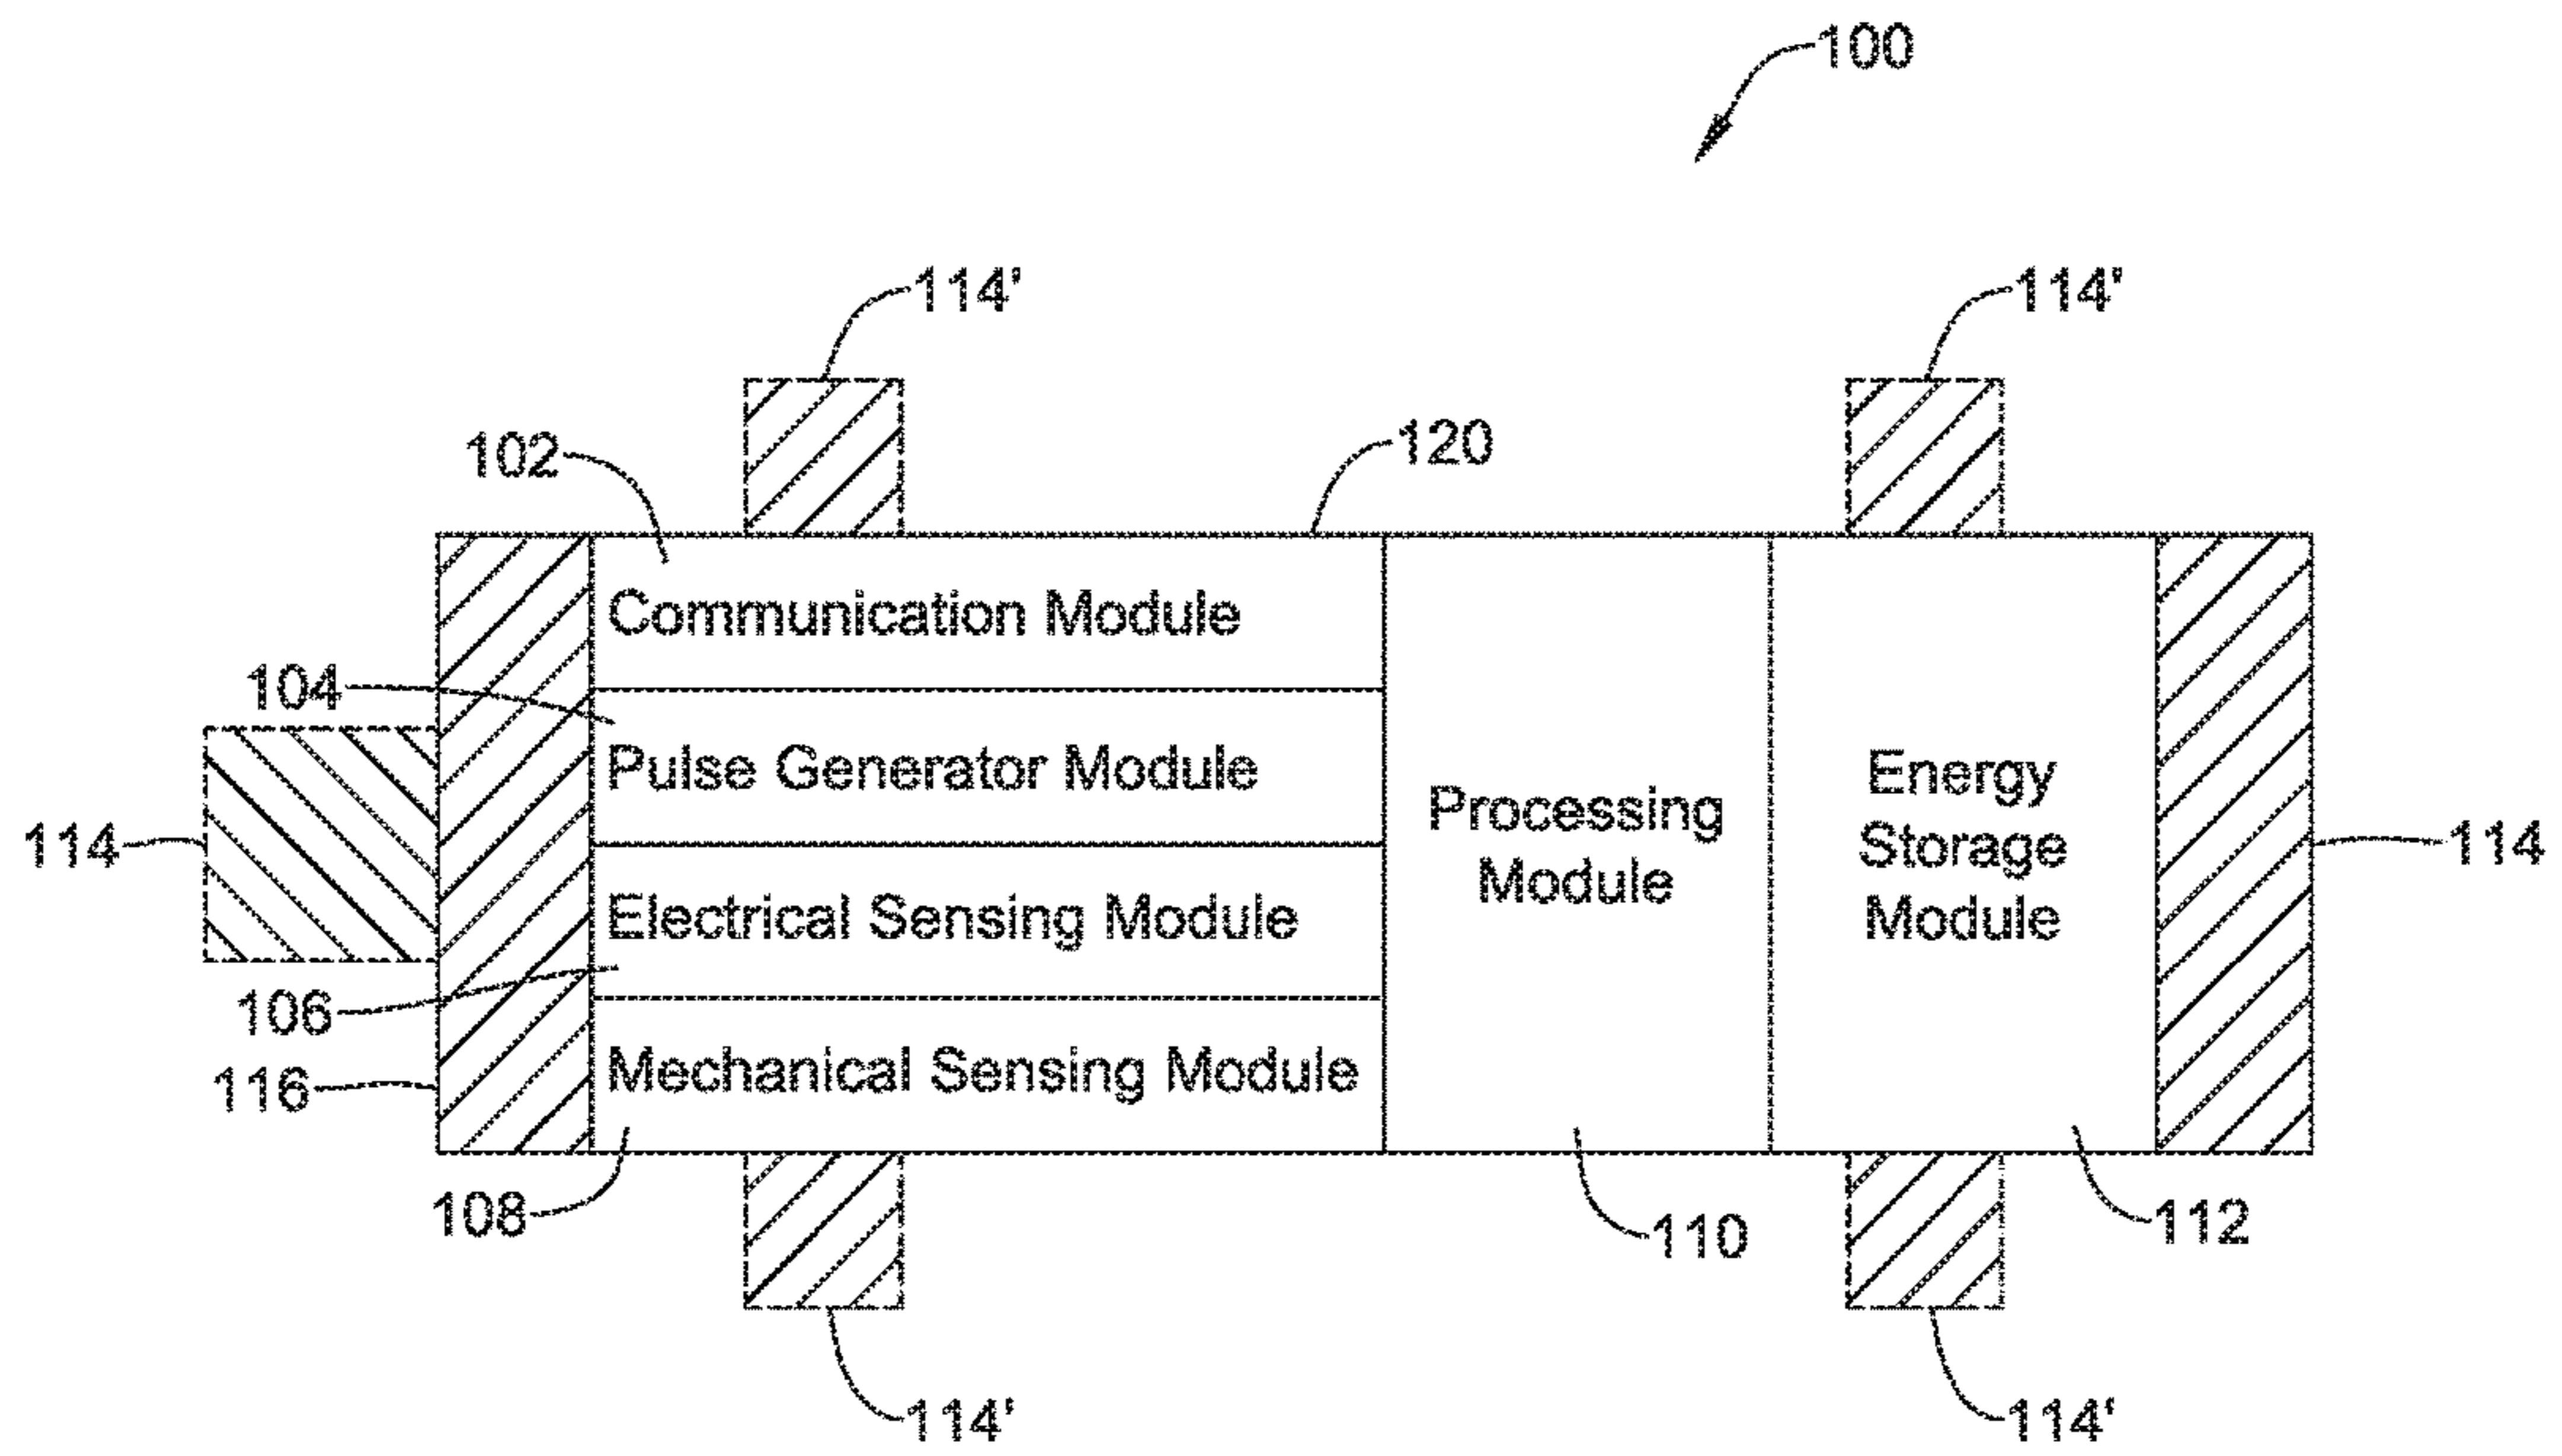 100
114'
114'
102
120
Communication Module
104
Pulse Generator Module
Processing
Module
Energy
Storage
Module
114
114
Electrical Sensing Module
106
116
Mechanical Sensing Module
108
110
112
114'
114'